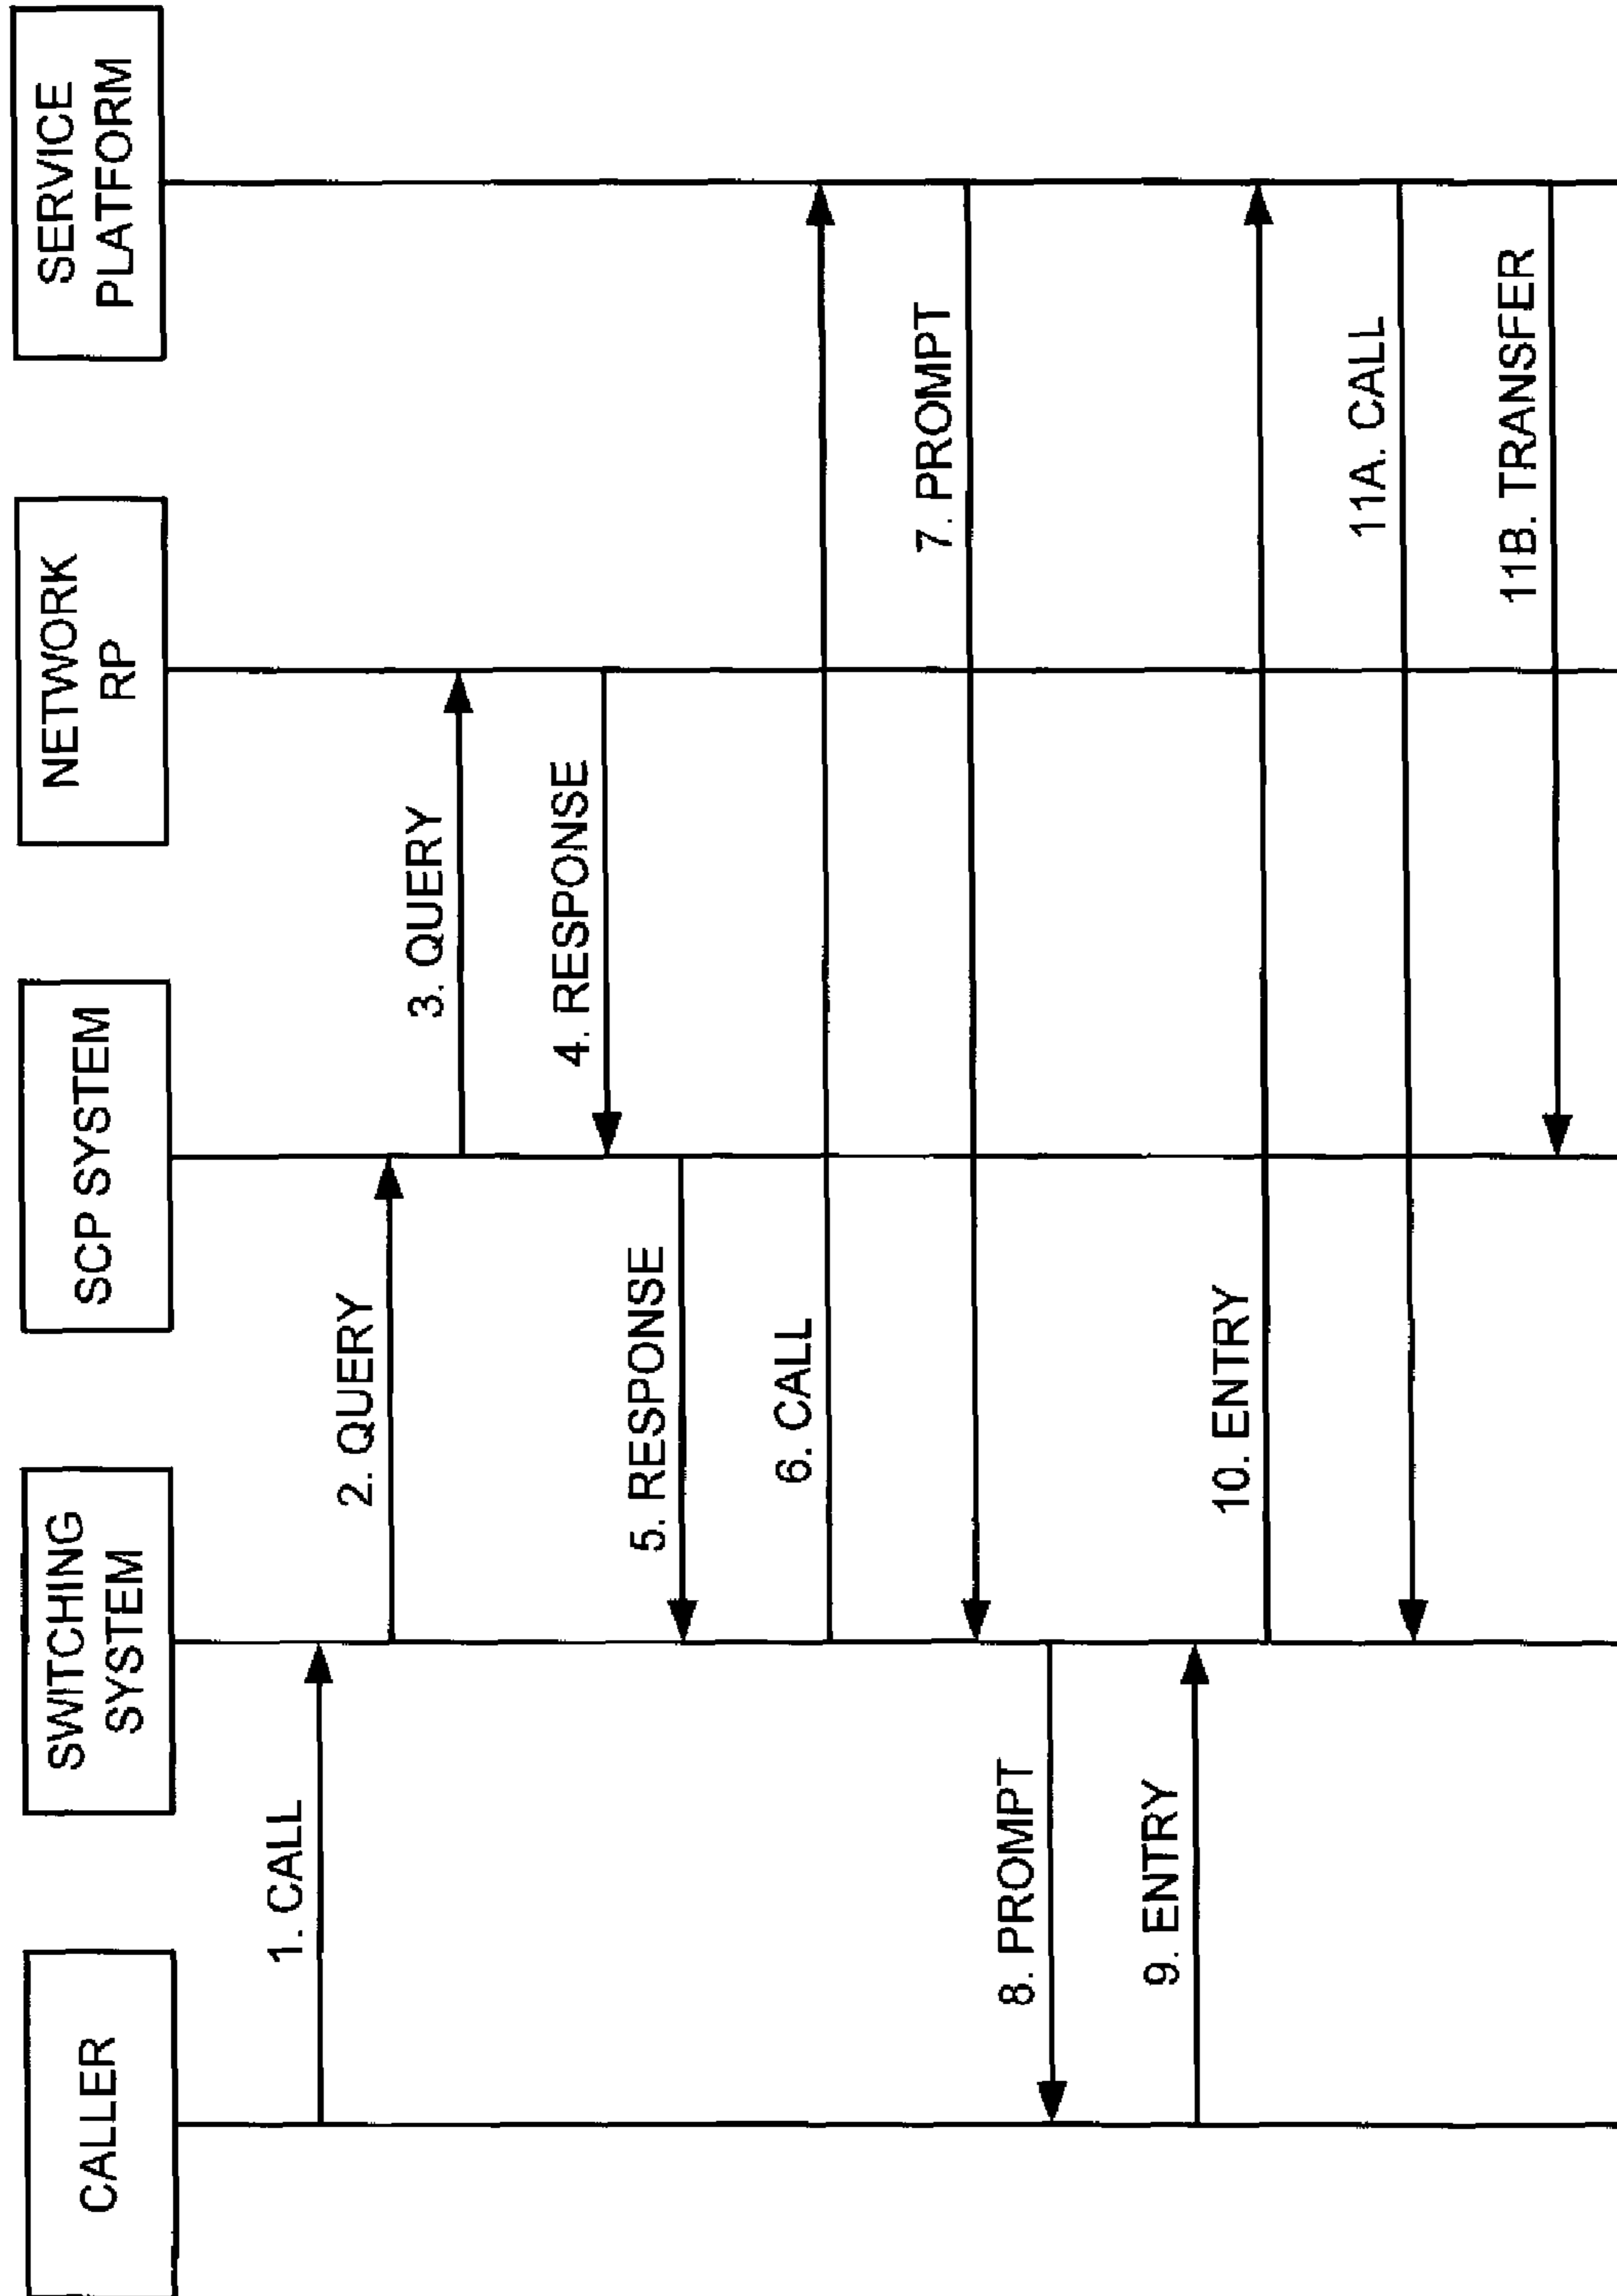 CALLER
SWITCHING
SYSTEM
SCP SYSTEM
NETWORK
RP
SERVICE
PLATFORM
1. CALL
2. QUERY
3. QUERY
4. RESPONSE
5. RESPONSE
6. CALL
7. PROMPT
8. PROMPT
9. ENTRY
10. ENTRY
11A. CALL
11B. TRANSFER